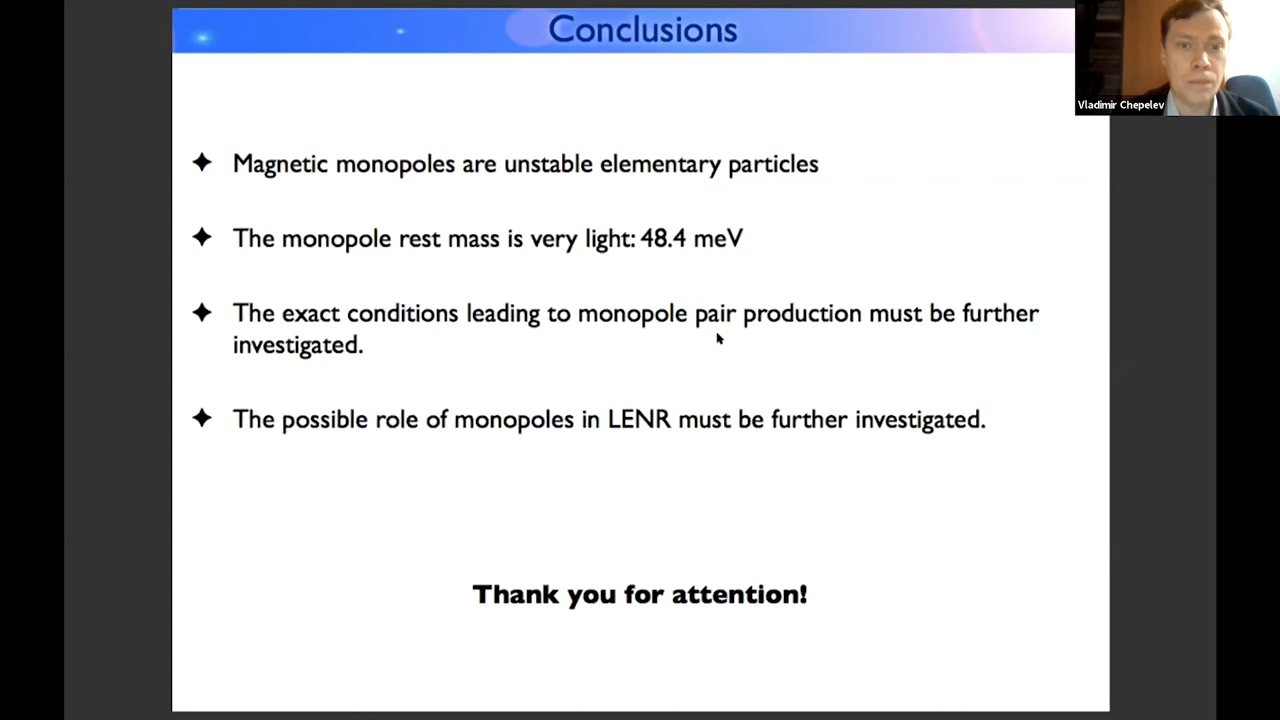 Conclusions
Vladimir Chepelev
✦ Magnetic monopoles are unstable elementary particles
✦ The monopole rest mass is very light: 48.4 meV
✦ The exact conditions leading to monopole pair production must be further
investigated.
✦ The possible role of monopoles in LENR must be further investigated.
Thank you for attention!